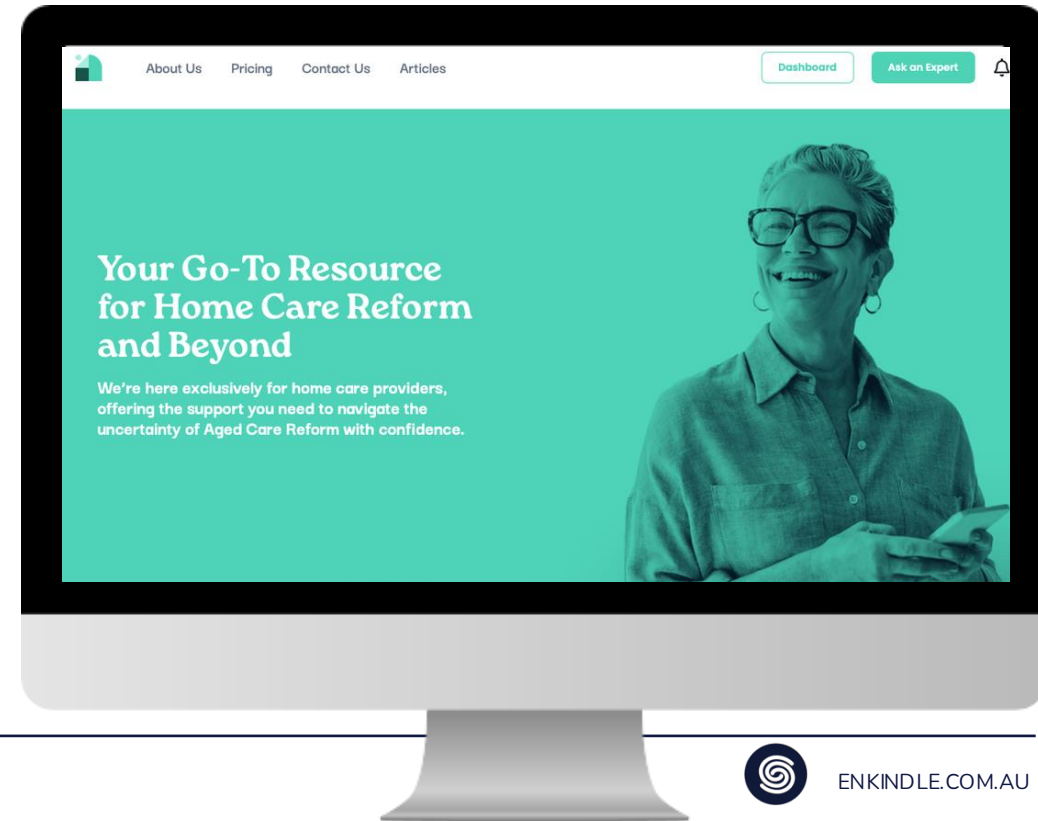 About Us Pricing Contact Us Articles Dashboard Ask an Expert
Your Go-To Resource
for Home Care Reform
and Beyond
We're here exclusively for home care providers,
offering the support you need to navigate the
uncertainty of Aged Care Reform with confidence.
ENKINDLE.COM.AU